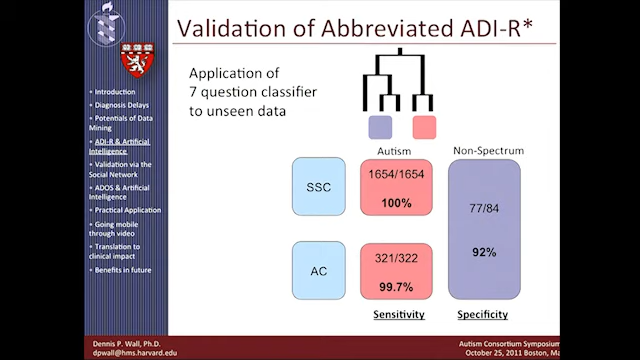 Validation of Abbreviated ADI-R*
Application of
7 question classifier
to unseen data
• Introduction
• Diagnosis Delays
• Potentials of Data
Mining
• ADI-R & Artificial
Intelligence
• Validation via the
Social Network
• ADOS & Artificial
Intelligence
• Practical Application
• Going mobile
through video
• Translation to
clinical impact
• Benefits in future
Autism
Non-Spectrum
SSC
1654/1654
100%
77/84
92%
AC
321/322
99.7%
Sensitivity
Specificity
Dennis P. Wall, Ph.D.
dpwall@hms.harvard.edu
Autism Consortium Symposium
October 25, 2011 Boston, Ma